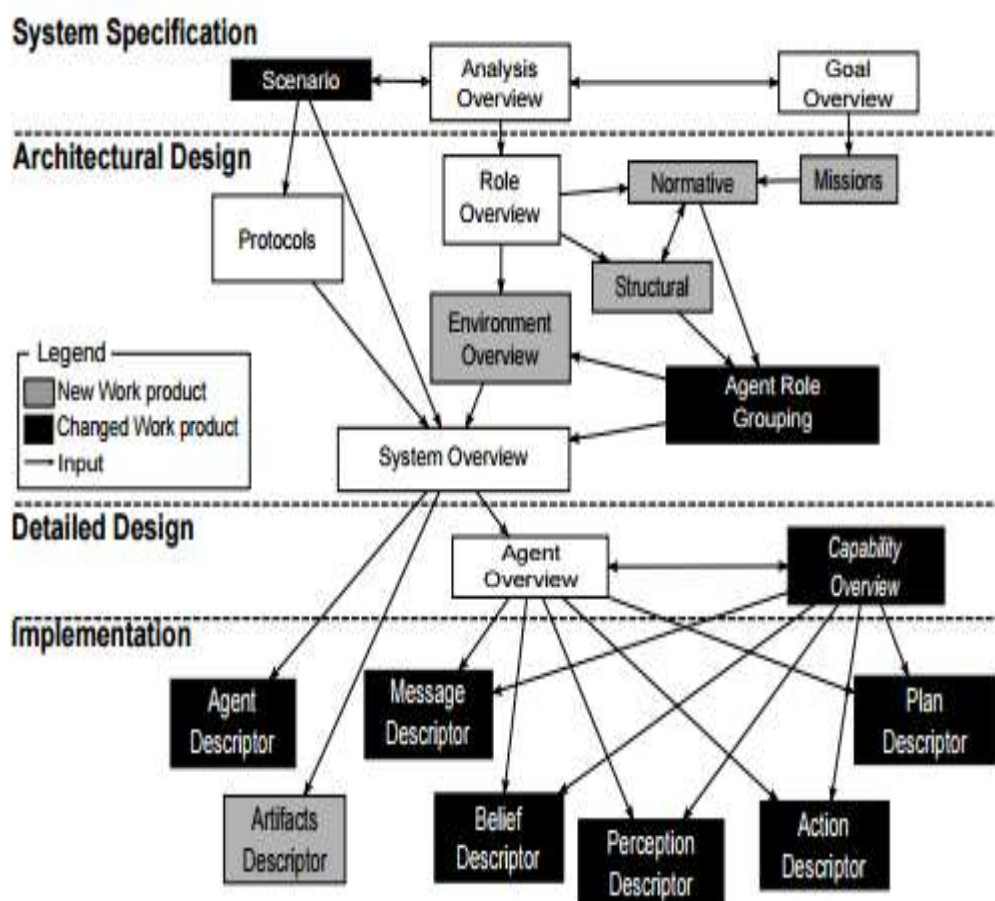 System Specification
Scenario
Analysis
Overview
Goal
Overview
Architectural Design
Role
Overview
Normative
Missions
Protocols
Structural
Environment
Overview
Legend
New Work product
Changed Work product
Input
Agent Role
Grouping
System Overview
Detailed Design
Agent
Overview
Capability
Overview
Implementation
Agent
Descriptor
Message
Descriptor
Plan
Descriptor
Artifacts
Descriptor
Belief
Descriptor
Perception
Descriptor
Action
Descriptor